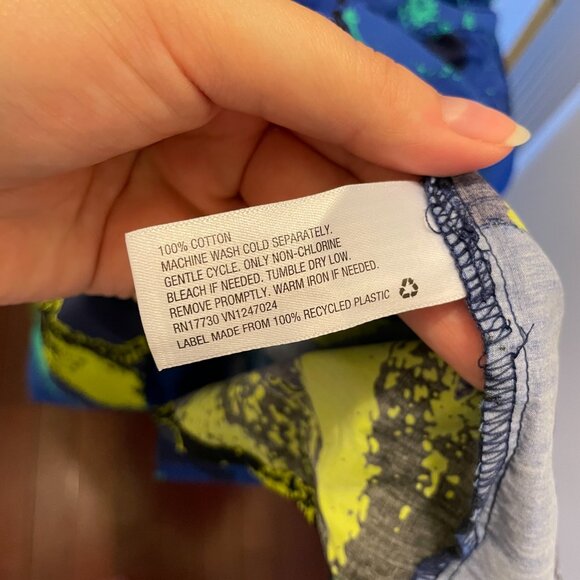 100% COTTON
MACHINE WASH COLD SEPARATELY.
GENTLE CYCLE. ONLY NON-CHLORINE
BLEACH IF NEEDED. TUMBLE DRY LOW.
REMOVE PROMPTLY. WARM IRON IF NEEDED.
RN17730 VN1247024
LABEL MADE FROM 100% RECYCLED PLASTIC